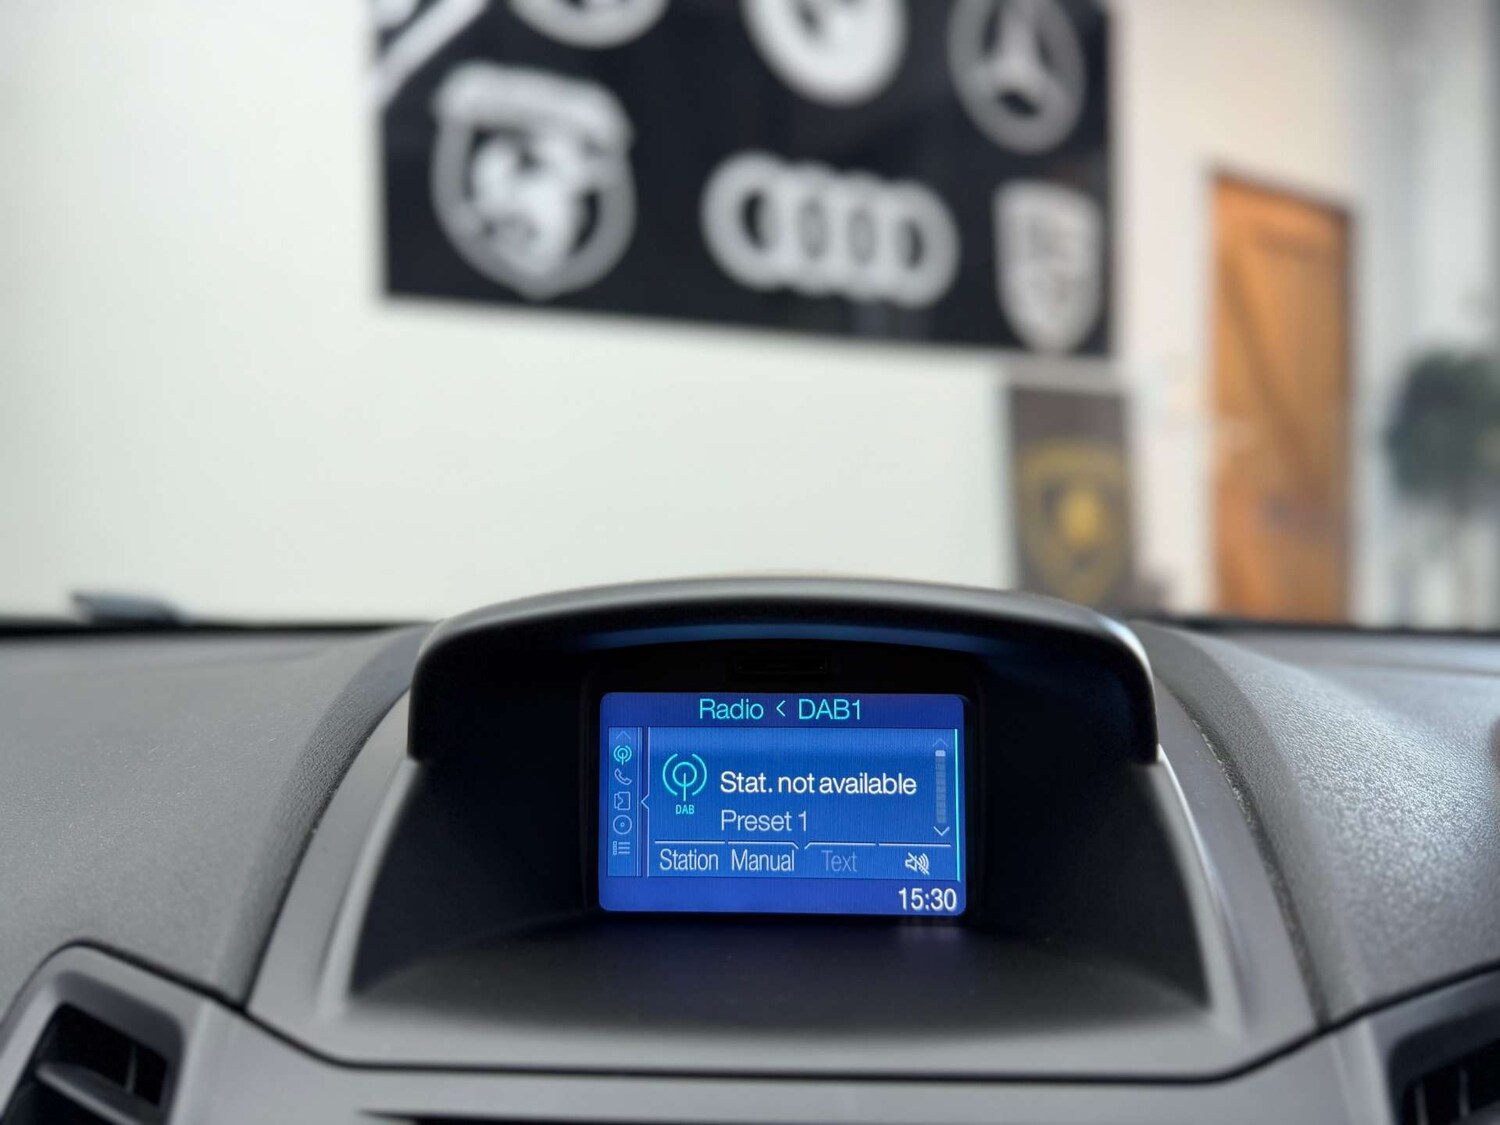 Radio < DAB1
DAB
Stat. not available
Preset 1
Station Manual Text
15:30